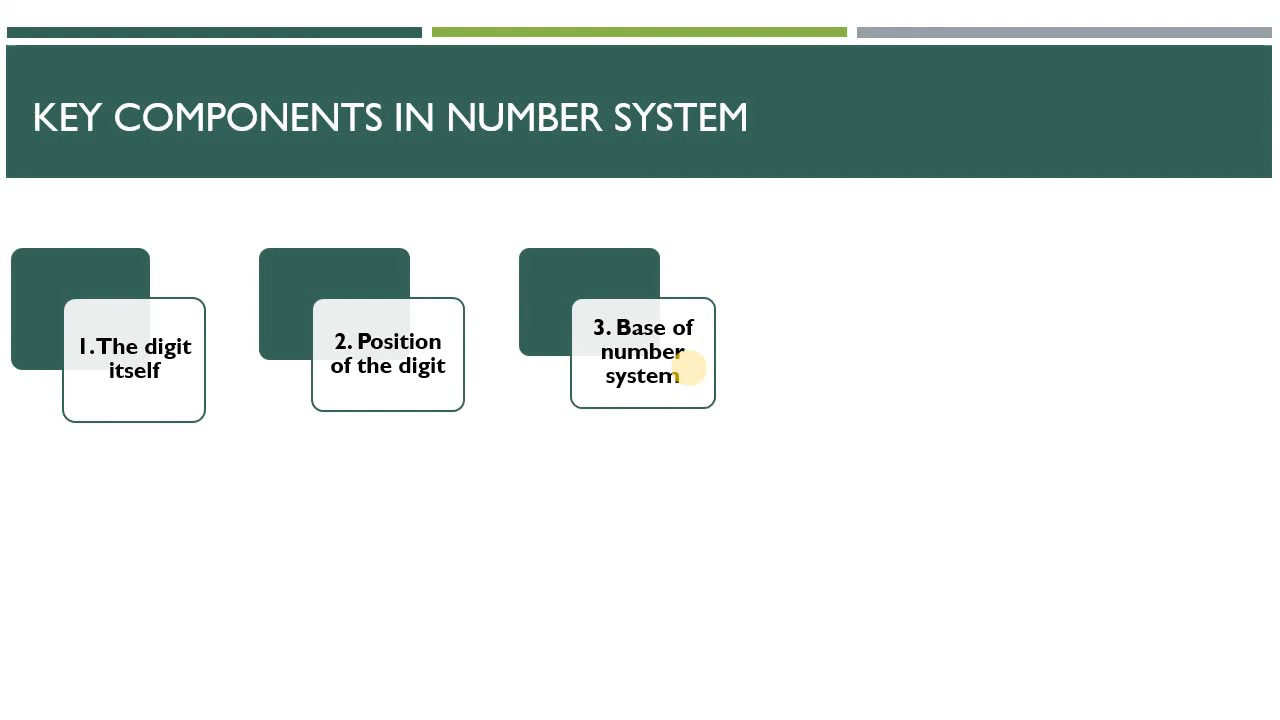 KEY COMPONENTS IN NUMBER SYSTEM
1. The digit
itself
2. Position
of the digit
3. Base of
number
system